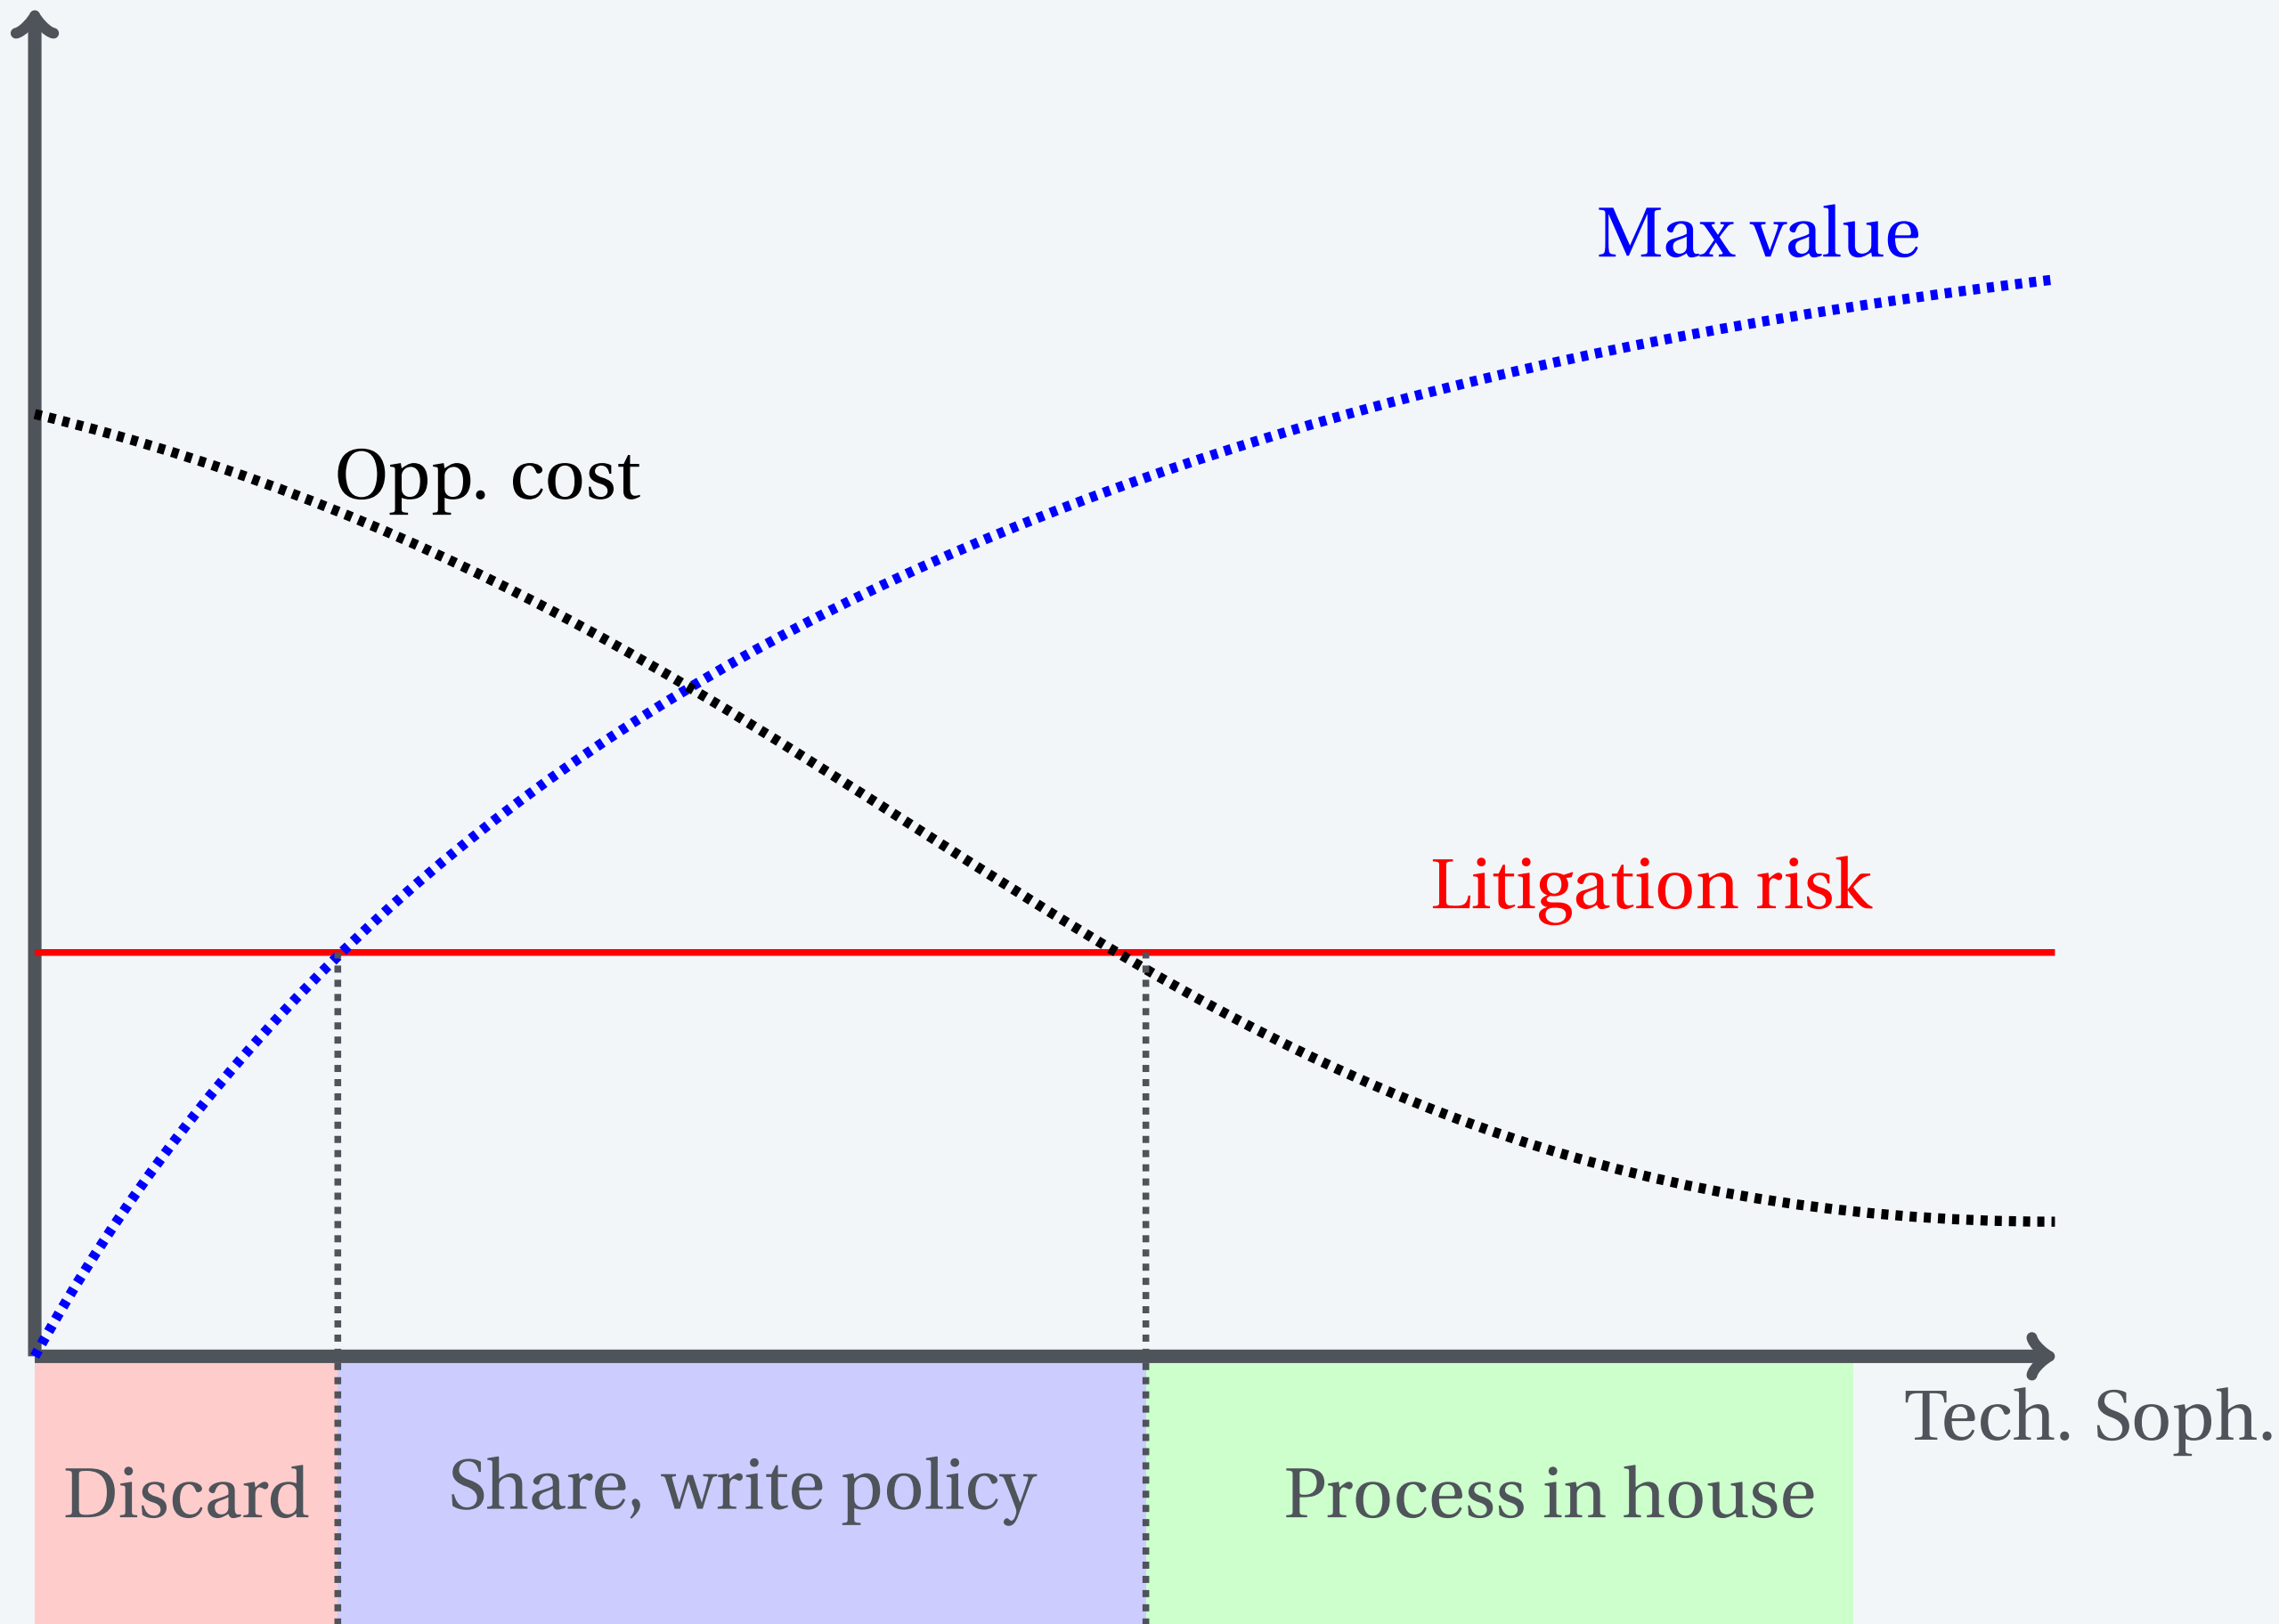 Max value
Opp. cost
Litigation risk
Tech. Soph.
Discard
Share, write policy
Process in house